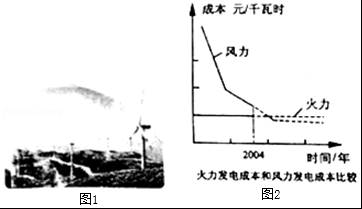 成本 元/千瓦时
风力
火力
2004
时间/年
火力发电成本和风力发电成本比较
图1
图2